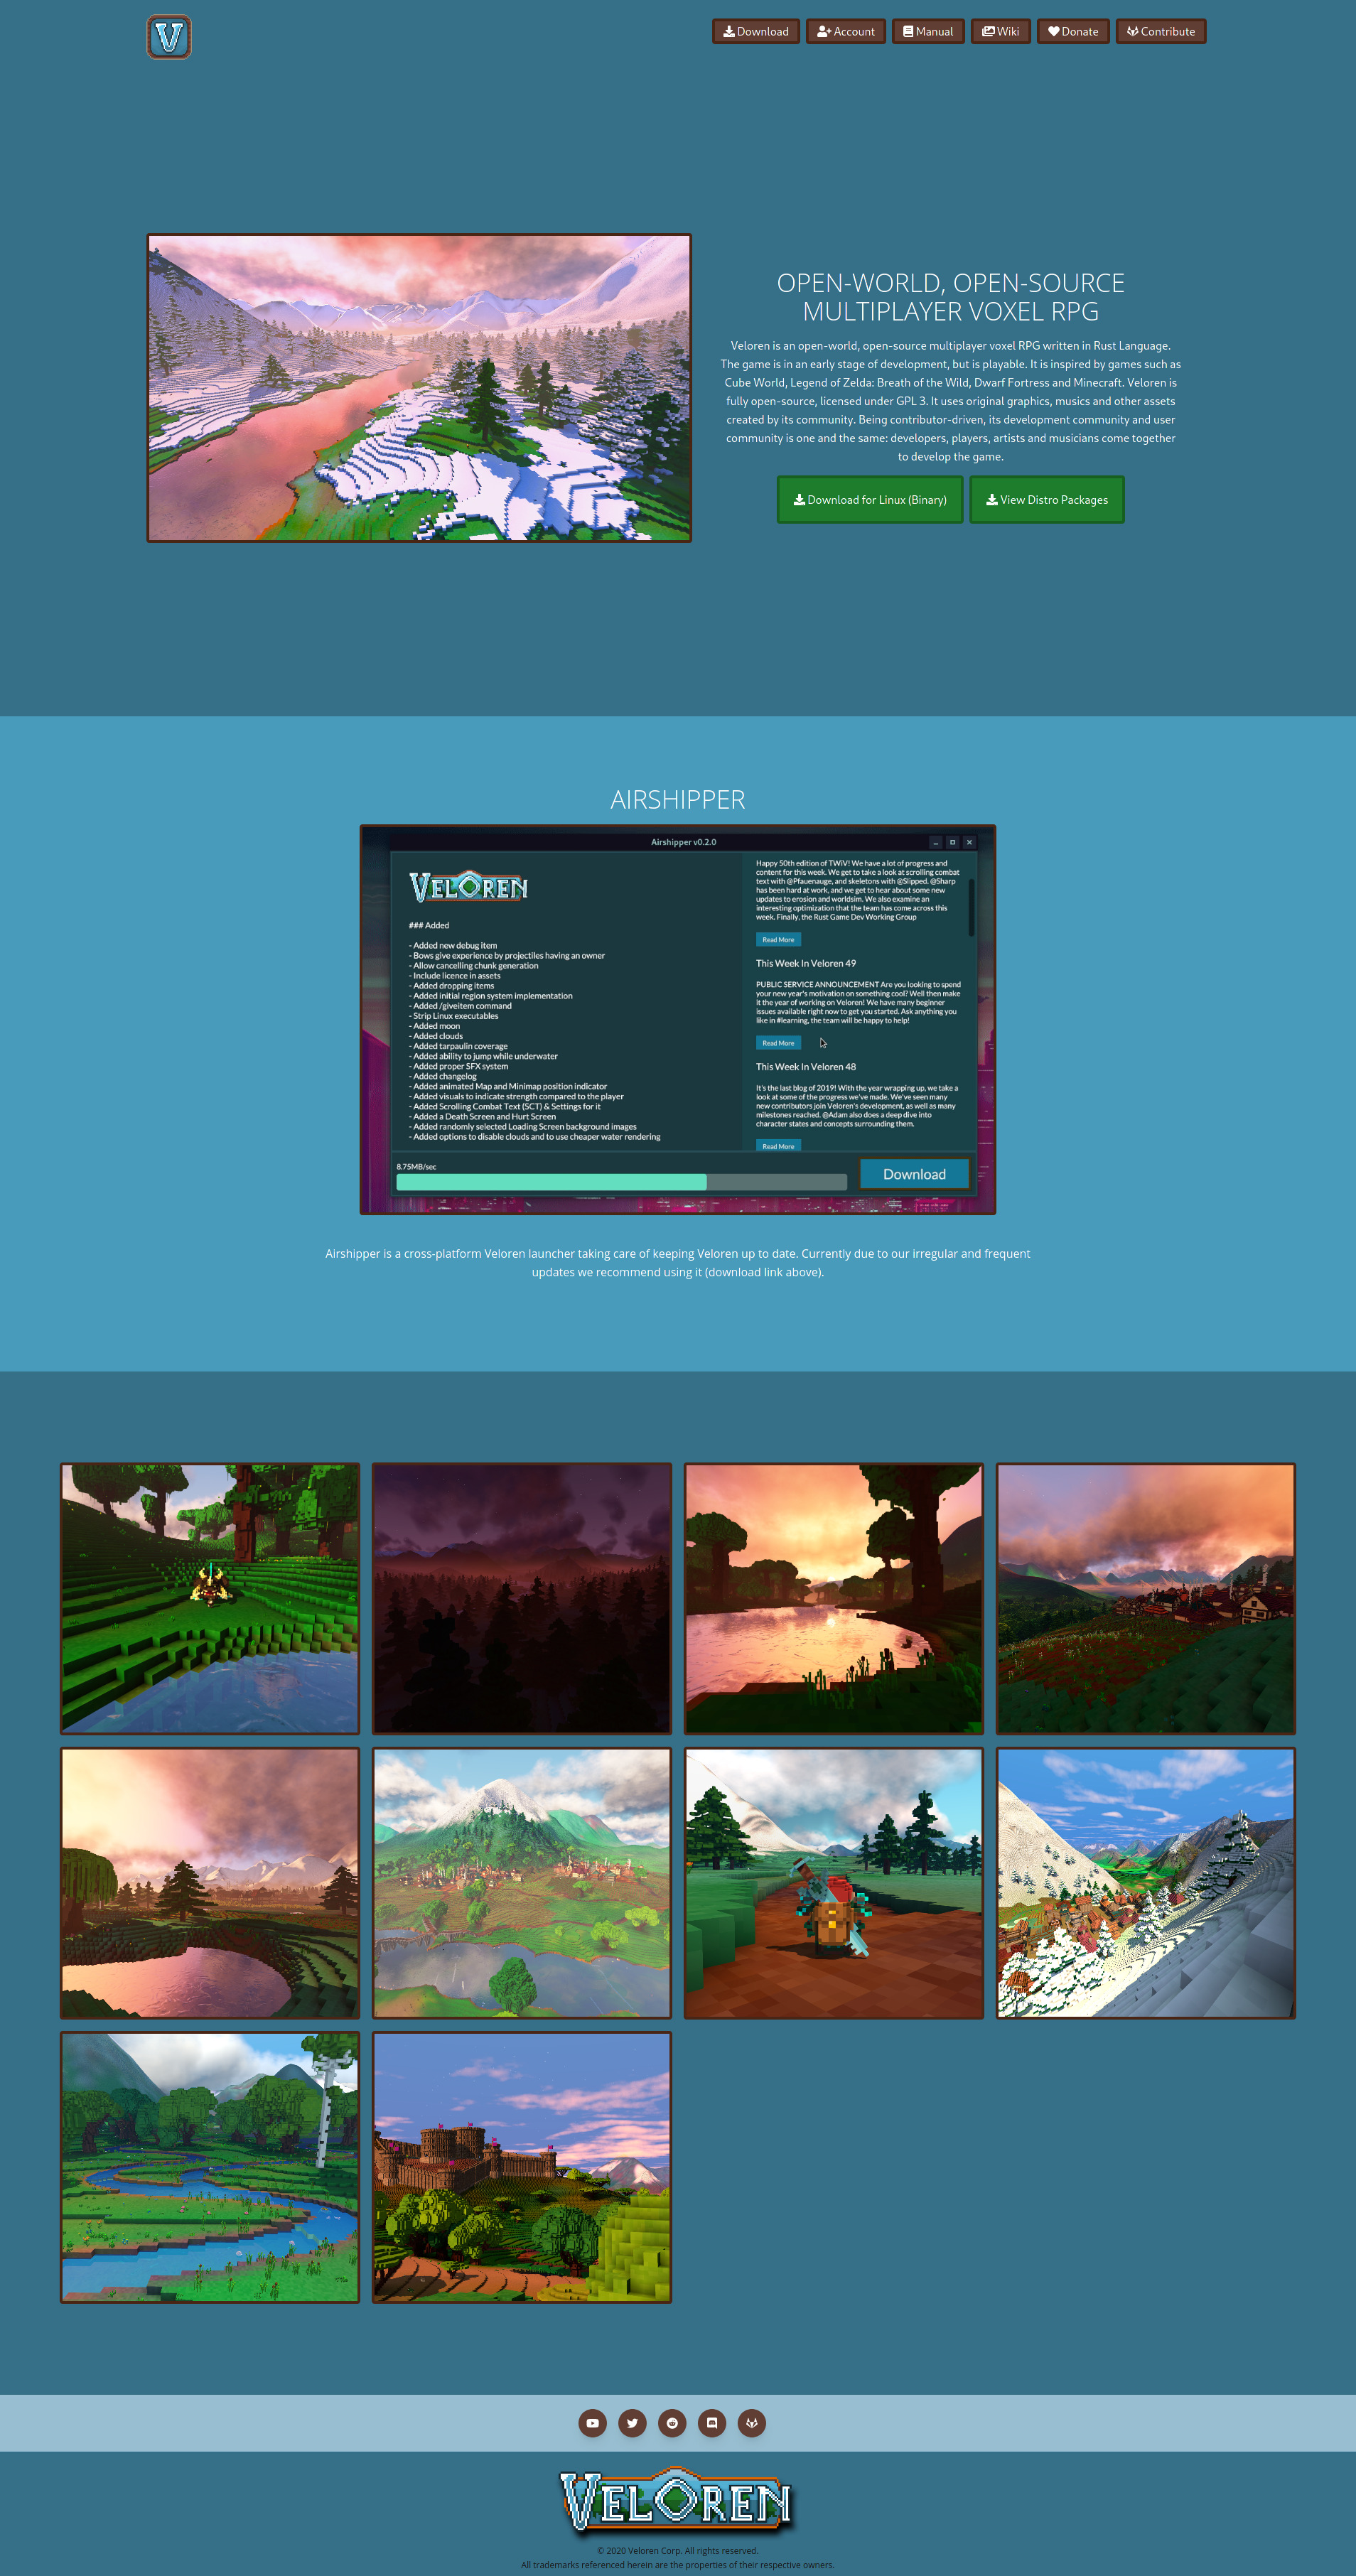 V
Download
Account
Manual
Wiki
Donate
Contribute
OPEN-WORLD, OPEN-SOURCE
MULTIPLAYER VOXEL RPG
Veloren is an open-world, open-source multiplayer voxel RPG written in Rust Language.
The game is in an early stage of development, but is playable. It is inspired by games such as
Cube World, Legend of Zelda: Breath of the Wild, Dwarf Fortress and Minecraft. Veloren is
fully open-source, licensed under GPL 3. It uses original graphics, musics and other assets
created by its community. Being contributor-driven, its development community and user
community is one and the same: developers, players, artists and musicians come together
to develop the game.
Download for Linux (Binary)
View Distro Packages
AIRSHIPPER
Airshipper v0.2.0
VELOREN
### Added
- Added new debug item
- Bows give experience by projectiles having an owner
- Allow cancelling chunk generation
- Include licence in assets
- Added dropping items
- Added initial region system implementation
- Added /giveitem command
- Strip Linux executables
- Added moon
- Added clouds
- Added tarpaulin coverage
- Added ability to jump while underwater
- Added proper SFX system
- Added changelog
- Added animated Map and Minimap position indicator
- Added visuals to indicate strength compared to the player
- Added Scrolling Combat Text (SCT) & Settings for it
- Added a Death Screen and Hurt Screen
- Added randomly selected Loading Screen background images
- Added options to disable clouds and to use cheaper water rendering
Happy 50th edition of TWiV! We have a lot of progress and
content for this week. We get to take a look at scrolling combat
text with @Pfauenauge, and skeletons with @Slipped. @Sharp
has been hard at work, and we get to hear about some new
updates to erosion and worldsim. We also examine an
interesting optimization that the team has come across this
week. Finally, the Rust Game Dev Working Group
Read More
This Week In Veloren 49
PUBLIC SERVICE ANNOUNCEMENT Are you looking to spend
your new year's motivation on something cool? Well then make
it the year of working on Veloren! We have many beginner
issues available right now to get you started. Ask anything you
like in #learning, the team will be happy to help!
Read More
This Week In Veloren 48
It's the last blog of 2019! With the year wrapping up, we take a
look at some of the progress we've made. We've seen many
new contributors join Veloren's development, as well as many
milestones reached. @Adam also does a deep dive into
character states and concepts surrounding them.
Read More
8.75MB/sec
Download
Airshipper is a cross-platform Veloren launcher taking care of keeping Veloren up to date. Currently due to our irregular and frequent
updates we recommend using it (download link above).
VELOREN
© 2020 Veloren Corp. All rights reserved.
All trademarks referenced herein are the properties of their respective owners.